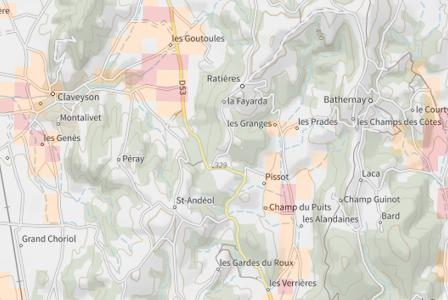 les Goutoules
Ratières
D53
la Fayarda
Claveyson
Bathernay
le Courty
Montalivet
les Granges
les Prades
les Champs des Côtes
les Genès
Péray
329
Pissot
Laca
St-Andéol
Champ du Puits
Champ Guinot
les Alandaines
Bard
Grand Choriol
les Gardes du Roux
les Verrières